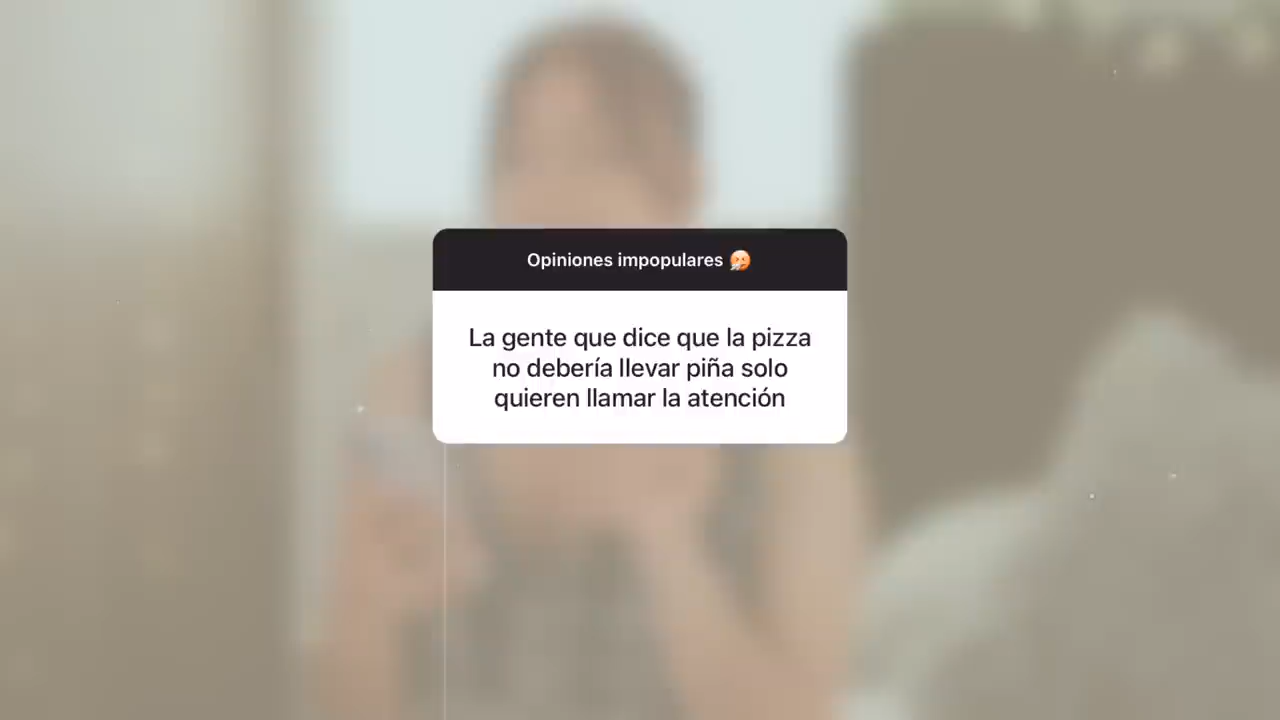 Opiniones impopulares 🤭
La gente que dice que la pizza
no debería llevar piña solo
quieren llamar la atención